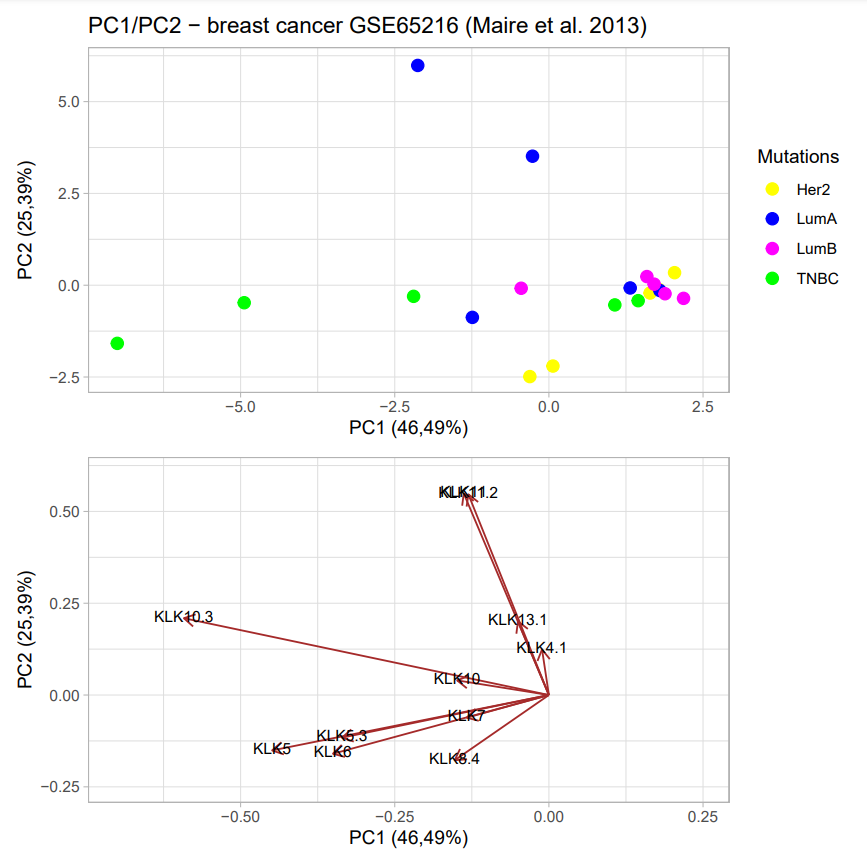 PC1/PC2 − breast cancer GSE65216 (Maire et al. 2013)
PC2 (25,39%)
5.0
2.5
0.0
−2.5
−5.0 −2.5 0.0 2.5
PC1 (46,49%)
Mutations
Her2
LumA
LumB
TNBC
PC2 (25,39%)
0.50
0.25
0.00
−0.25
KLK11.2
KLK10.3
KLK13.1
KLK4.1
KLK10
KLK7
KLK5
KLK6
−0.50 −0.25 0.00 0.25
PC1 (46,49%)